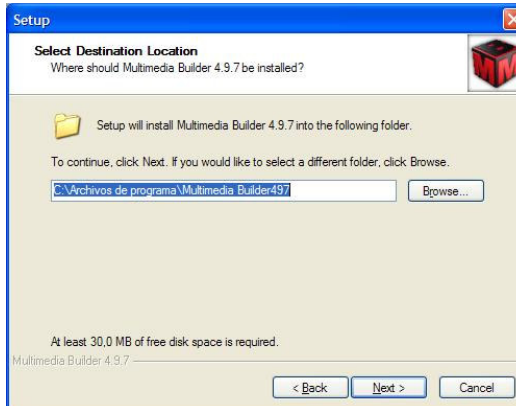 Setup
Select Destination Location
Where should Multimedia Builder 4.9.7 be installed?
MM
Setup will install Multimedia Builder 4.9.7 into the following folder.
To continue, click Next. If you would like to select a different folder, click Browse.
C:\Archivos de programa\Multimedia Builder497
Browse...
At least 30,0 MB of free disk space is required.
Multimedia Builder 4.9.7
< Back
Next >
Cancel